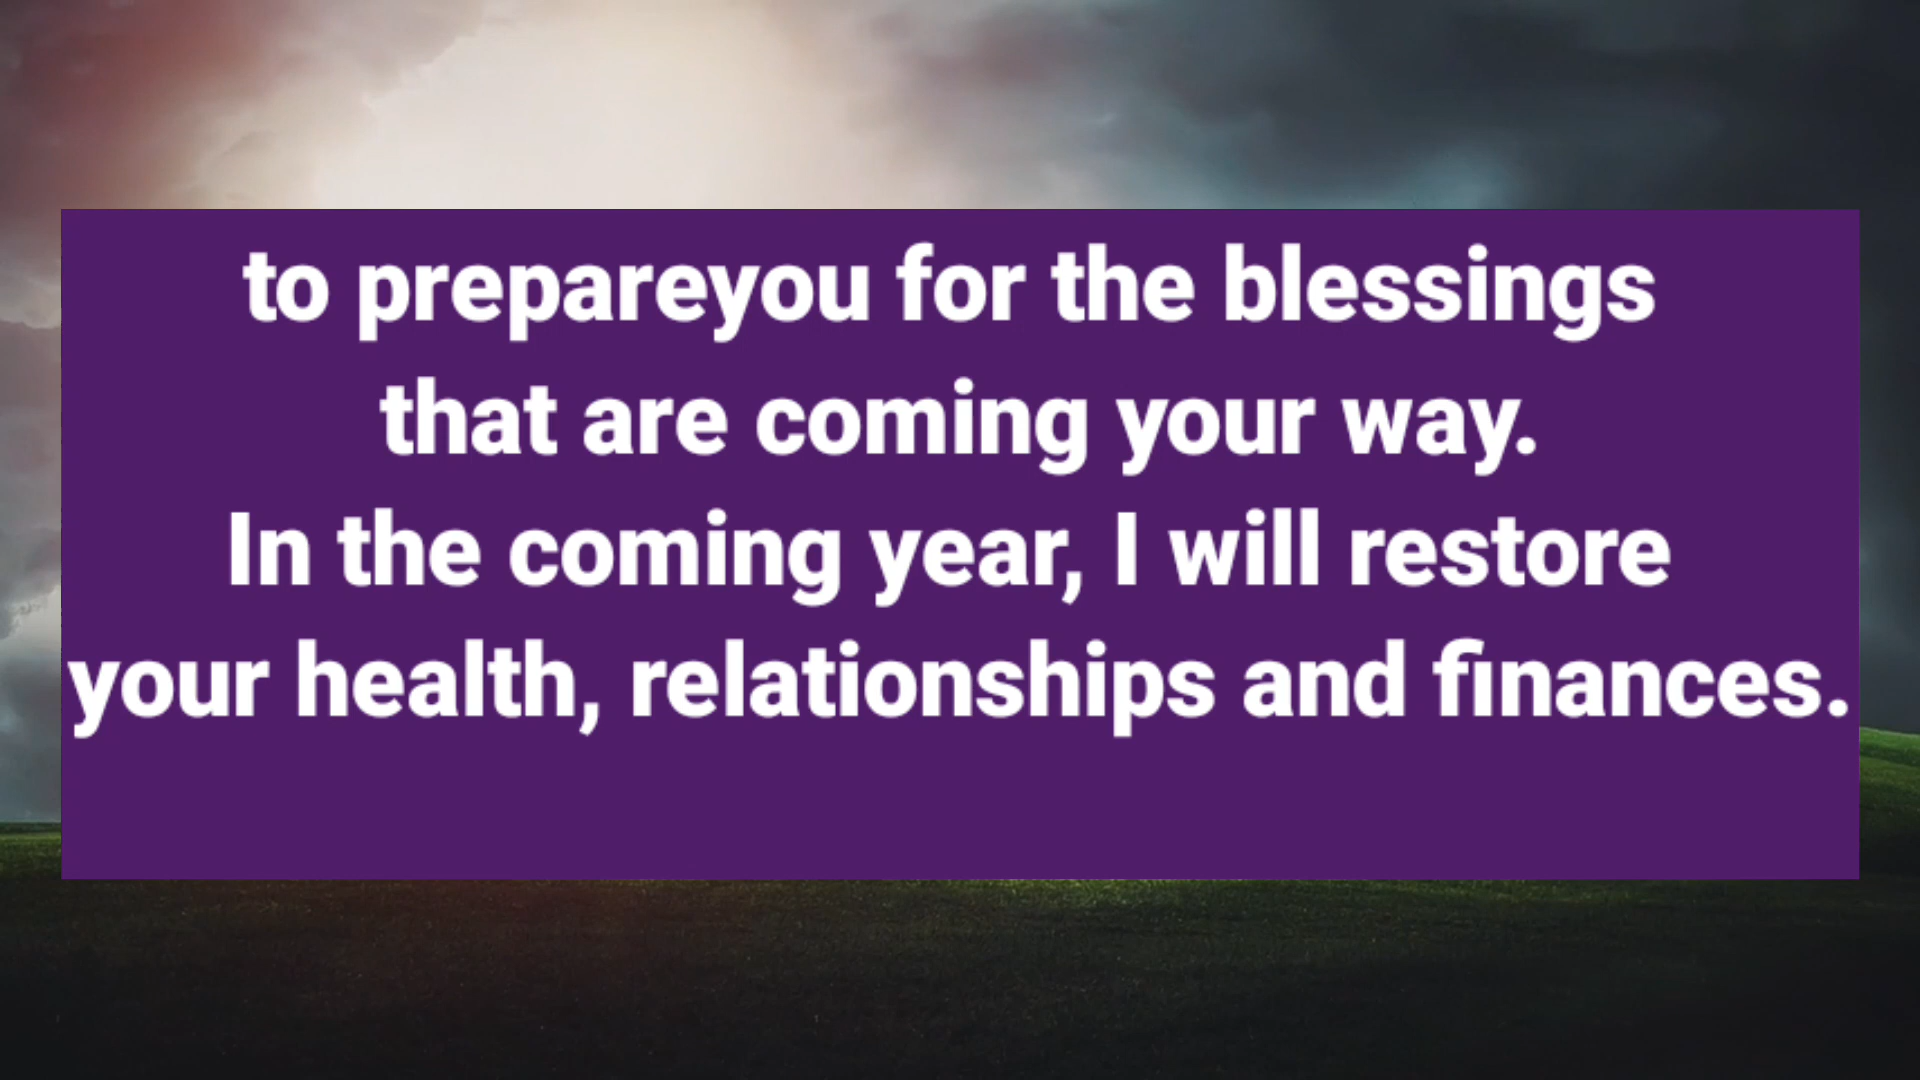 to prepareyou for the blessings
that are coming your way.
In the coming year, I will restore
your health, relationships and finances.